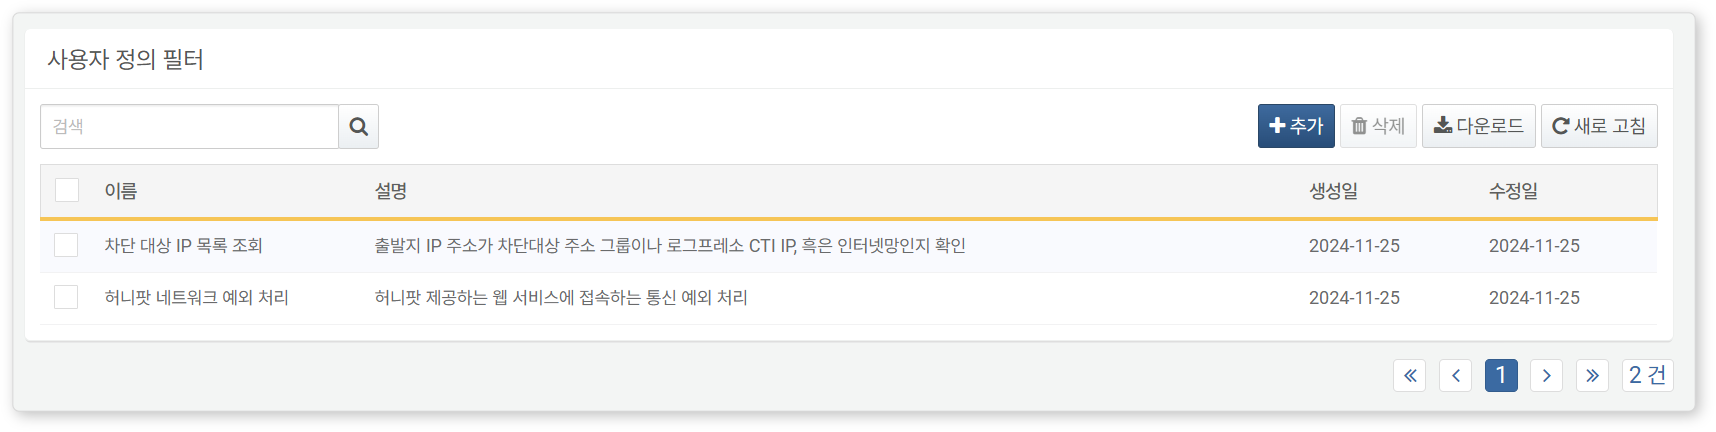 사용자 정의 필터
검색
추가 삭제 다운로드 새로 고침
이름 설명 생성일 수정일
차단 대상 IP 목록 조회 출발지 IP 주소가 차단대상 주소 그룹이나 로그프레소 CTI IP, 혹은 인터넷망인지 확인 2024-11-25 2024-11-25
허니팟 네트워크 예외 처리 허니팟 제공하는 웹 서비스에 접속하는 통신 예외 처리 2024-11-25 2024-11-25
« < 1 > » 2 건